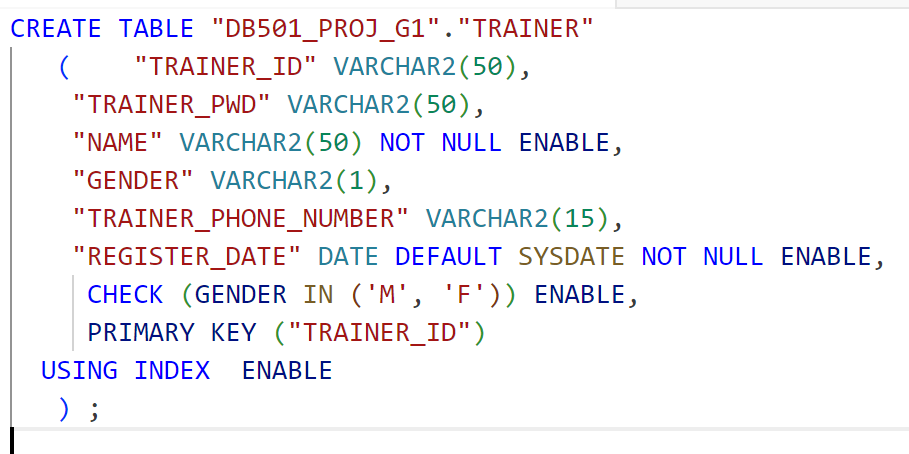 CREATE TABLE "DB501_PROJ_G1"."TRAINER"
( "TRAINER_ID" VARCHAR2(50),
"TRAINER_PWD" VARCHAR2(50),
"NAME" VARCHAR2(50) NOT NULL ENABLE,
"GENDER" VARCHAR2(1),
"TRAINER_PHONE_NUMBER" VARCHAR2(15),
"REGISTER_DATE" DATE DEFAULT SYSDATE NOT NULL ENABLE,
CHECK (GENDER IN ('M', 'F')) ENABLE,
PRIMARY KEY ("TRAINER_ID")
USING INDEX  ENABLE
) ;